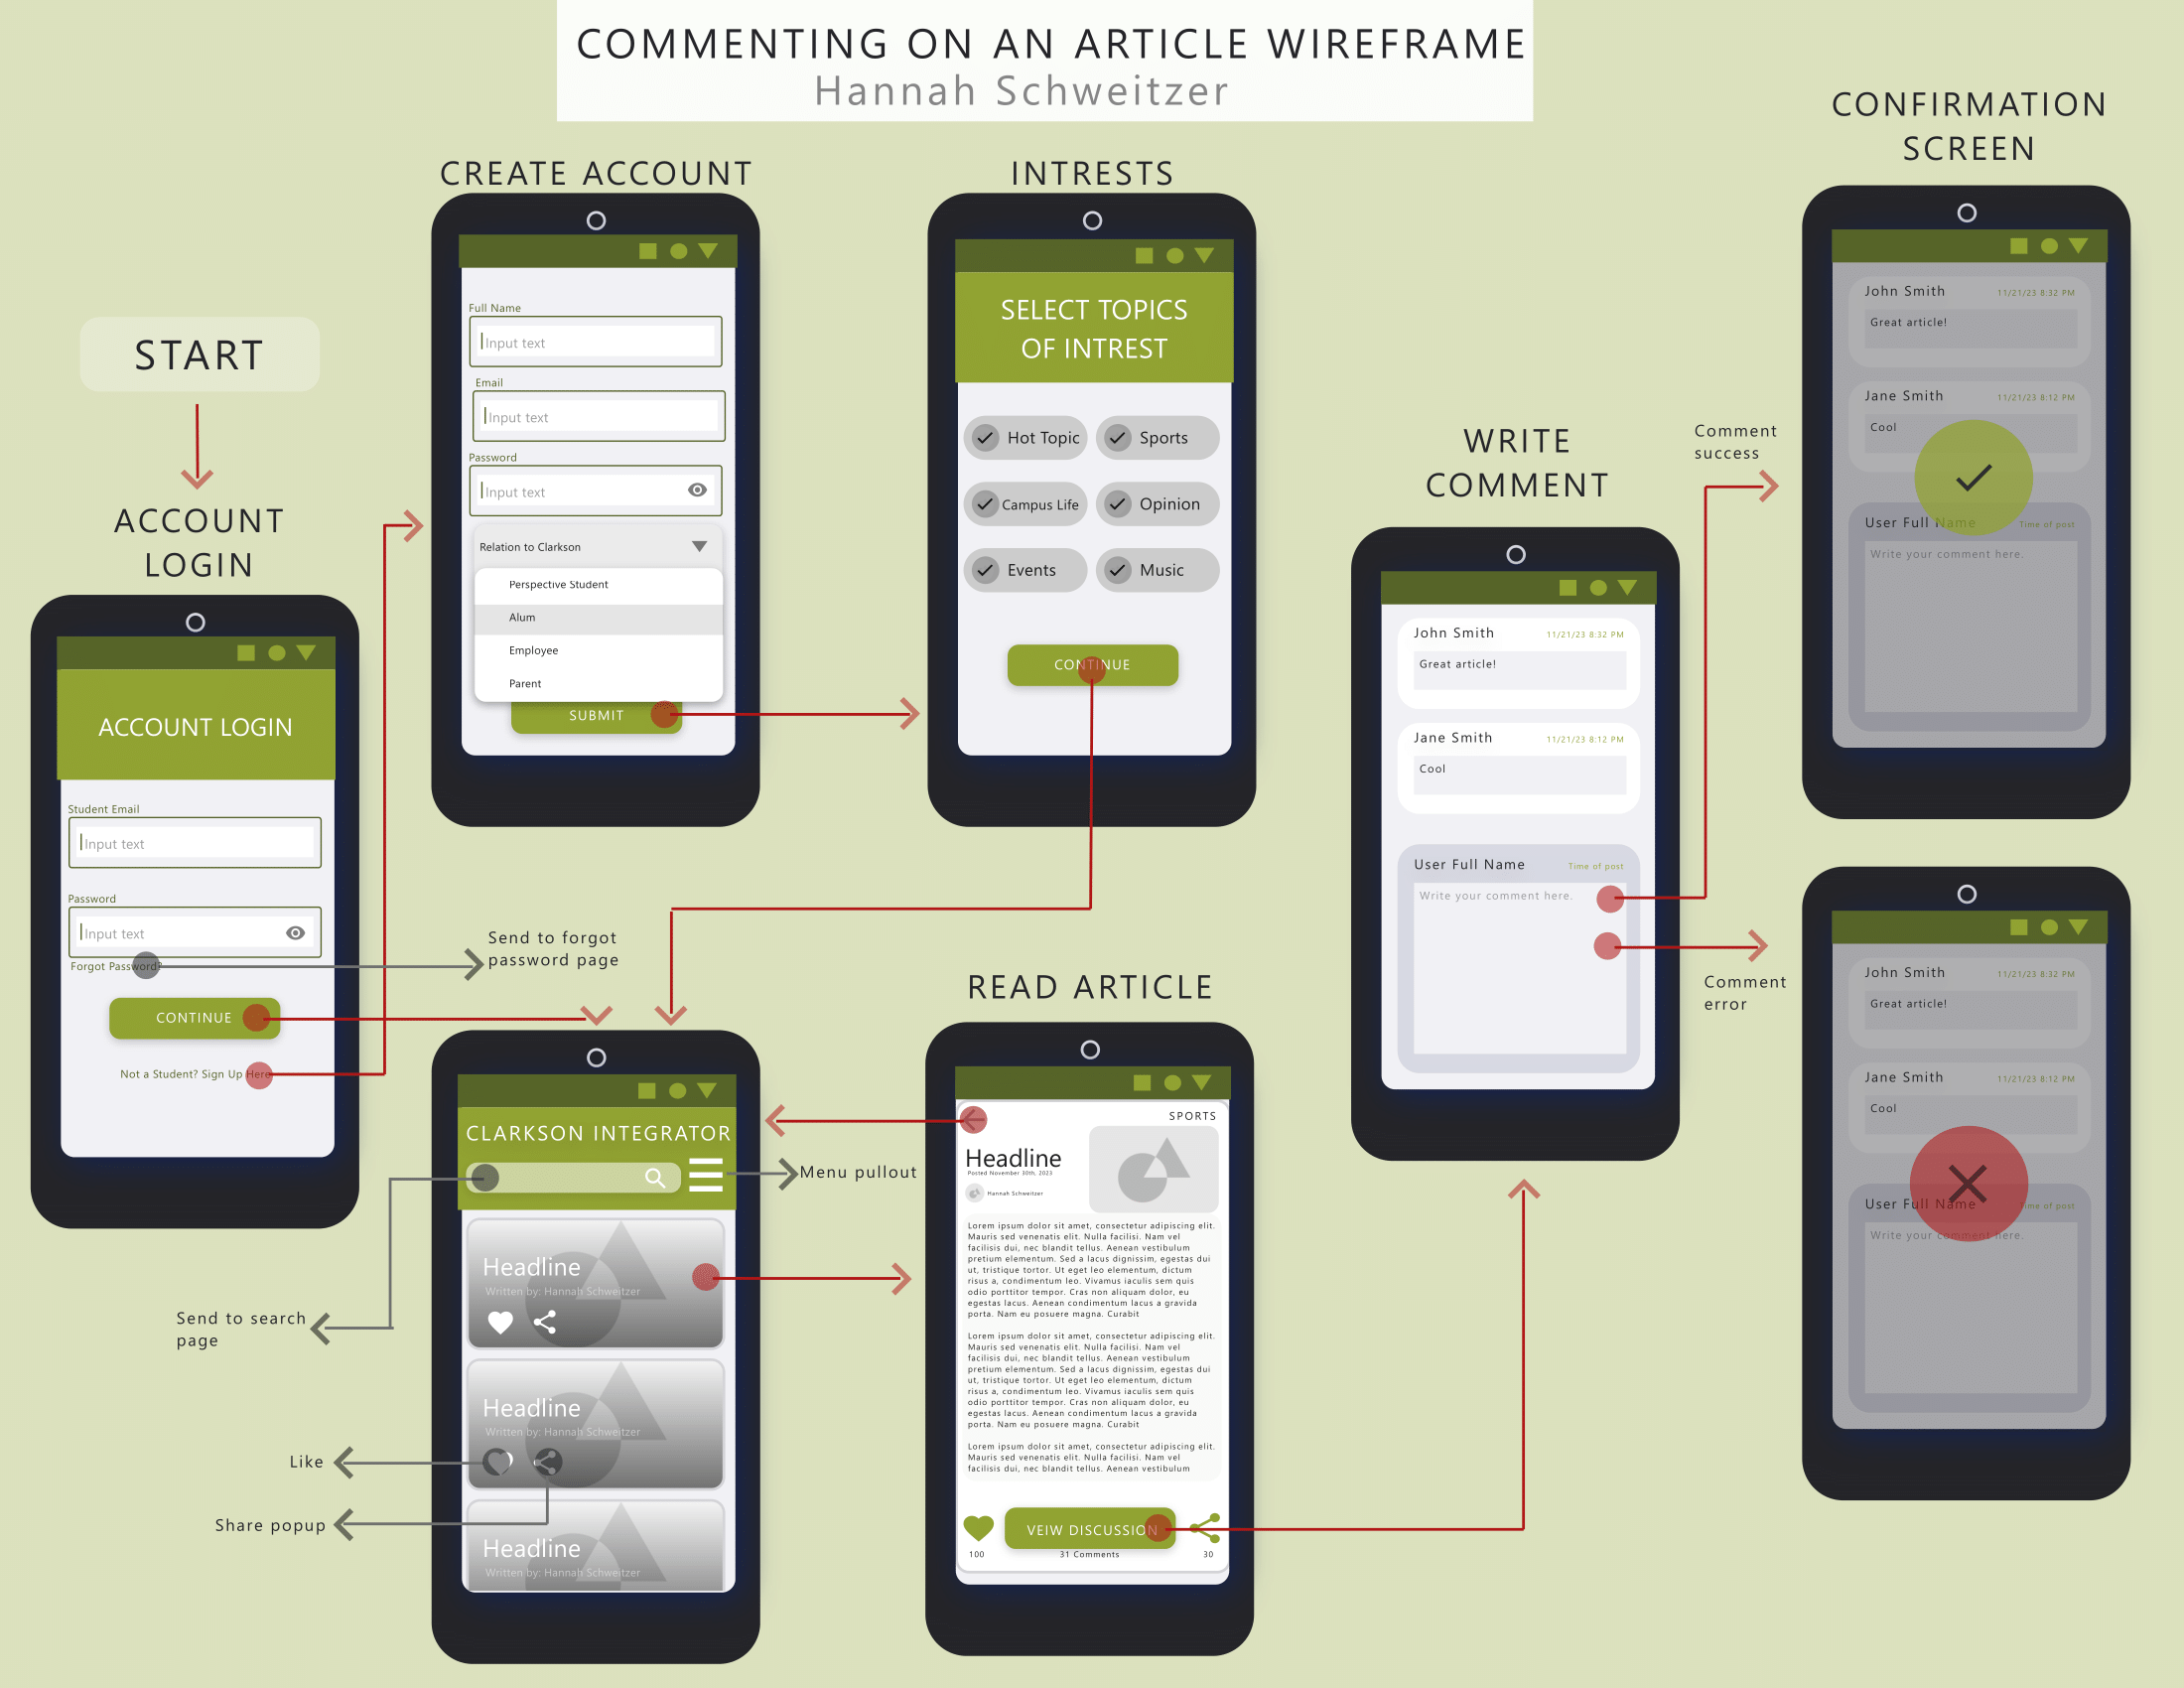 COMMENTING ON AN ARTICLE WIREFRAME
Hannah Schweitzer
START
ACCOUNT
LOGIN
ACCOUNT LOGIN
Student Email
Input text
Password
Input text
Forgot Password?
CONTINUE
Not a Student? Sign Up Here
Send to forgot
password page
CREATE ACCOUNT
Full Name
Input text
Email
Input text
Password
Input text
Relation to Clarkson
Perspective Student
Alum
Employee
Parent
SUBMIT
INTRESTS
SELECT TOPICS
OF INTREST
Hot Topic
Sports
Campus Life
Opinion
Events
Music
CONTINUE
CLARKSON INTEGRATOR
Menu pullout
Send to search
page
Headline
Written by: Hannah Schweitzer
Headline
Written by: Hannah Schweitzer
Like
Share popup
Headline
Written by: Hannah Schweitzer
READ ARTICLE
SPORTS
Headline
Posted November 30th, 2023
Hannah Schweitzer
Lorem ipsum dolor sit amet, consectetur adipiscing elit.
Mauris sed venenatis elit. Nulla facilisi. Nam vel
facilisis dui, nec blandit tellus. Aenean vestibulum
pretium elementum. Sed a lacus dignissim, egestas dui
ut, tristique tortor. Ut eget leo elementum, dictum
risus a, condimentum leo. Vivamus iaculis sem quis
odio porttitor tempor. Cras non aliquam dolor, eu
egestas lacus. Aenean condimentum lacus a gravida
porta. Nam eu posuere magna. Curabit
Lorem ipsum dolor sit amet, consectetur adipiscing elit.
Mauris sed venenatis elit. Nulla facilisi. Nam vel
facilisis dui, nec blandit tellus. Aenean vestibulum
pretium elementum. Sed a lacus dignissim, egestas dui
ut, tristique tortor. Ut eget leo elementum, dictum
risus a, condimentum leo. Vivamus iaculis sem quis
odio porttitor tempor. Cras non aliquam dolor, eu
egestas lacus. Aenean condimentum lacus a gravida
porta. Nam eu posuere magna. Curabit
Lorem ipsum dolor sit amet, consectetur adipiscing elit.
Mauris sed venenatis elit. Nulla facilisi. Nam vel
facilisis dui, nec blandit tellus. Aenean vestibulum
VEIW DISCUSSION
100
31 Comments
30
WRITE
COMMENT
John Smith
11/21/23 8:32 PM
Great article!
Jane Smith
11/21/23 8:12 PM
Cool
User Full Name
Time of post
Write your comment here.
Comment
success
Comment
error
CONFIRMATION
SCREEN
John Smith
11/21/23 8:32 PM
Great article!
Jane Smith
11/21/23 8:12 PM
Cool
User Full Name
Time of post
Write your comment here.
John Smith
11/21/23 8:32 PM
Great article!
Jane Smith
11/21/23 8:12 PM
Cool
User Full Name
Time of post
Write your comment here.